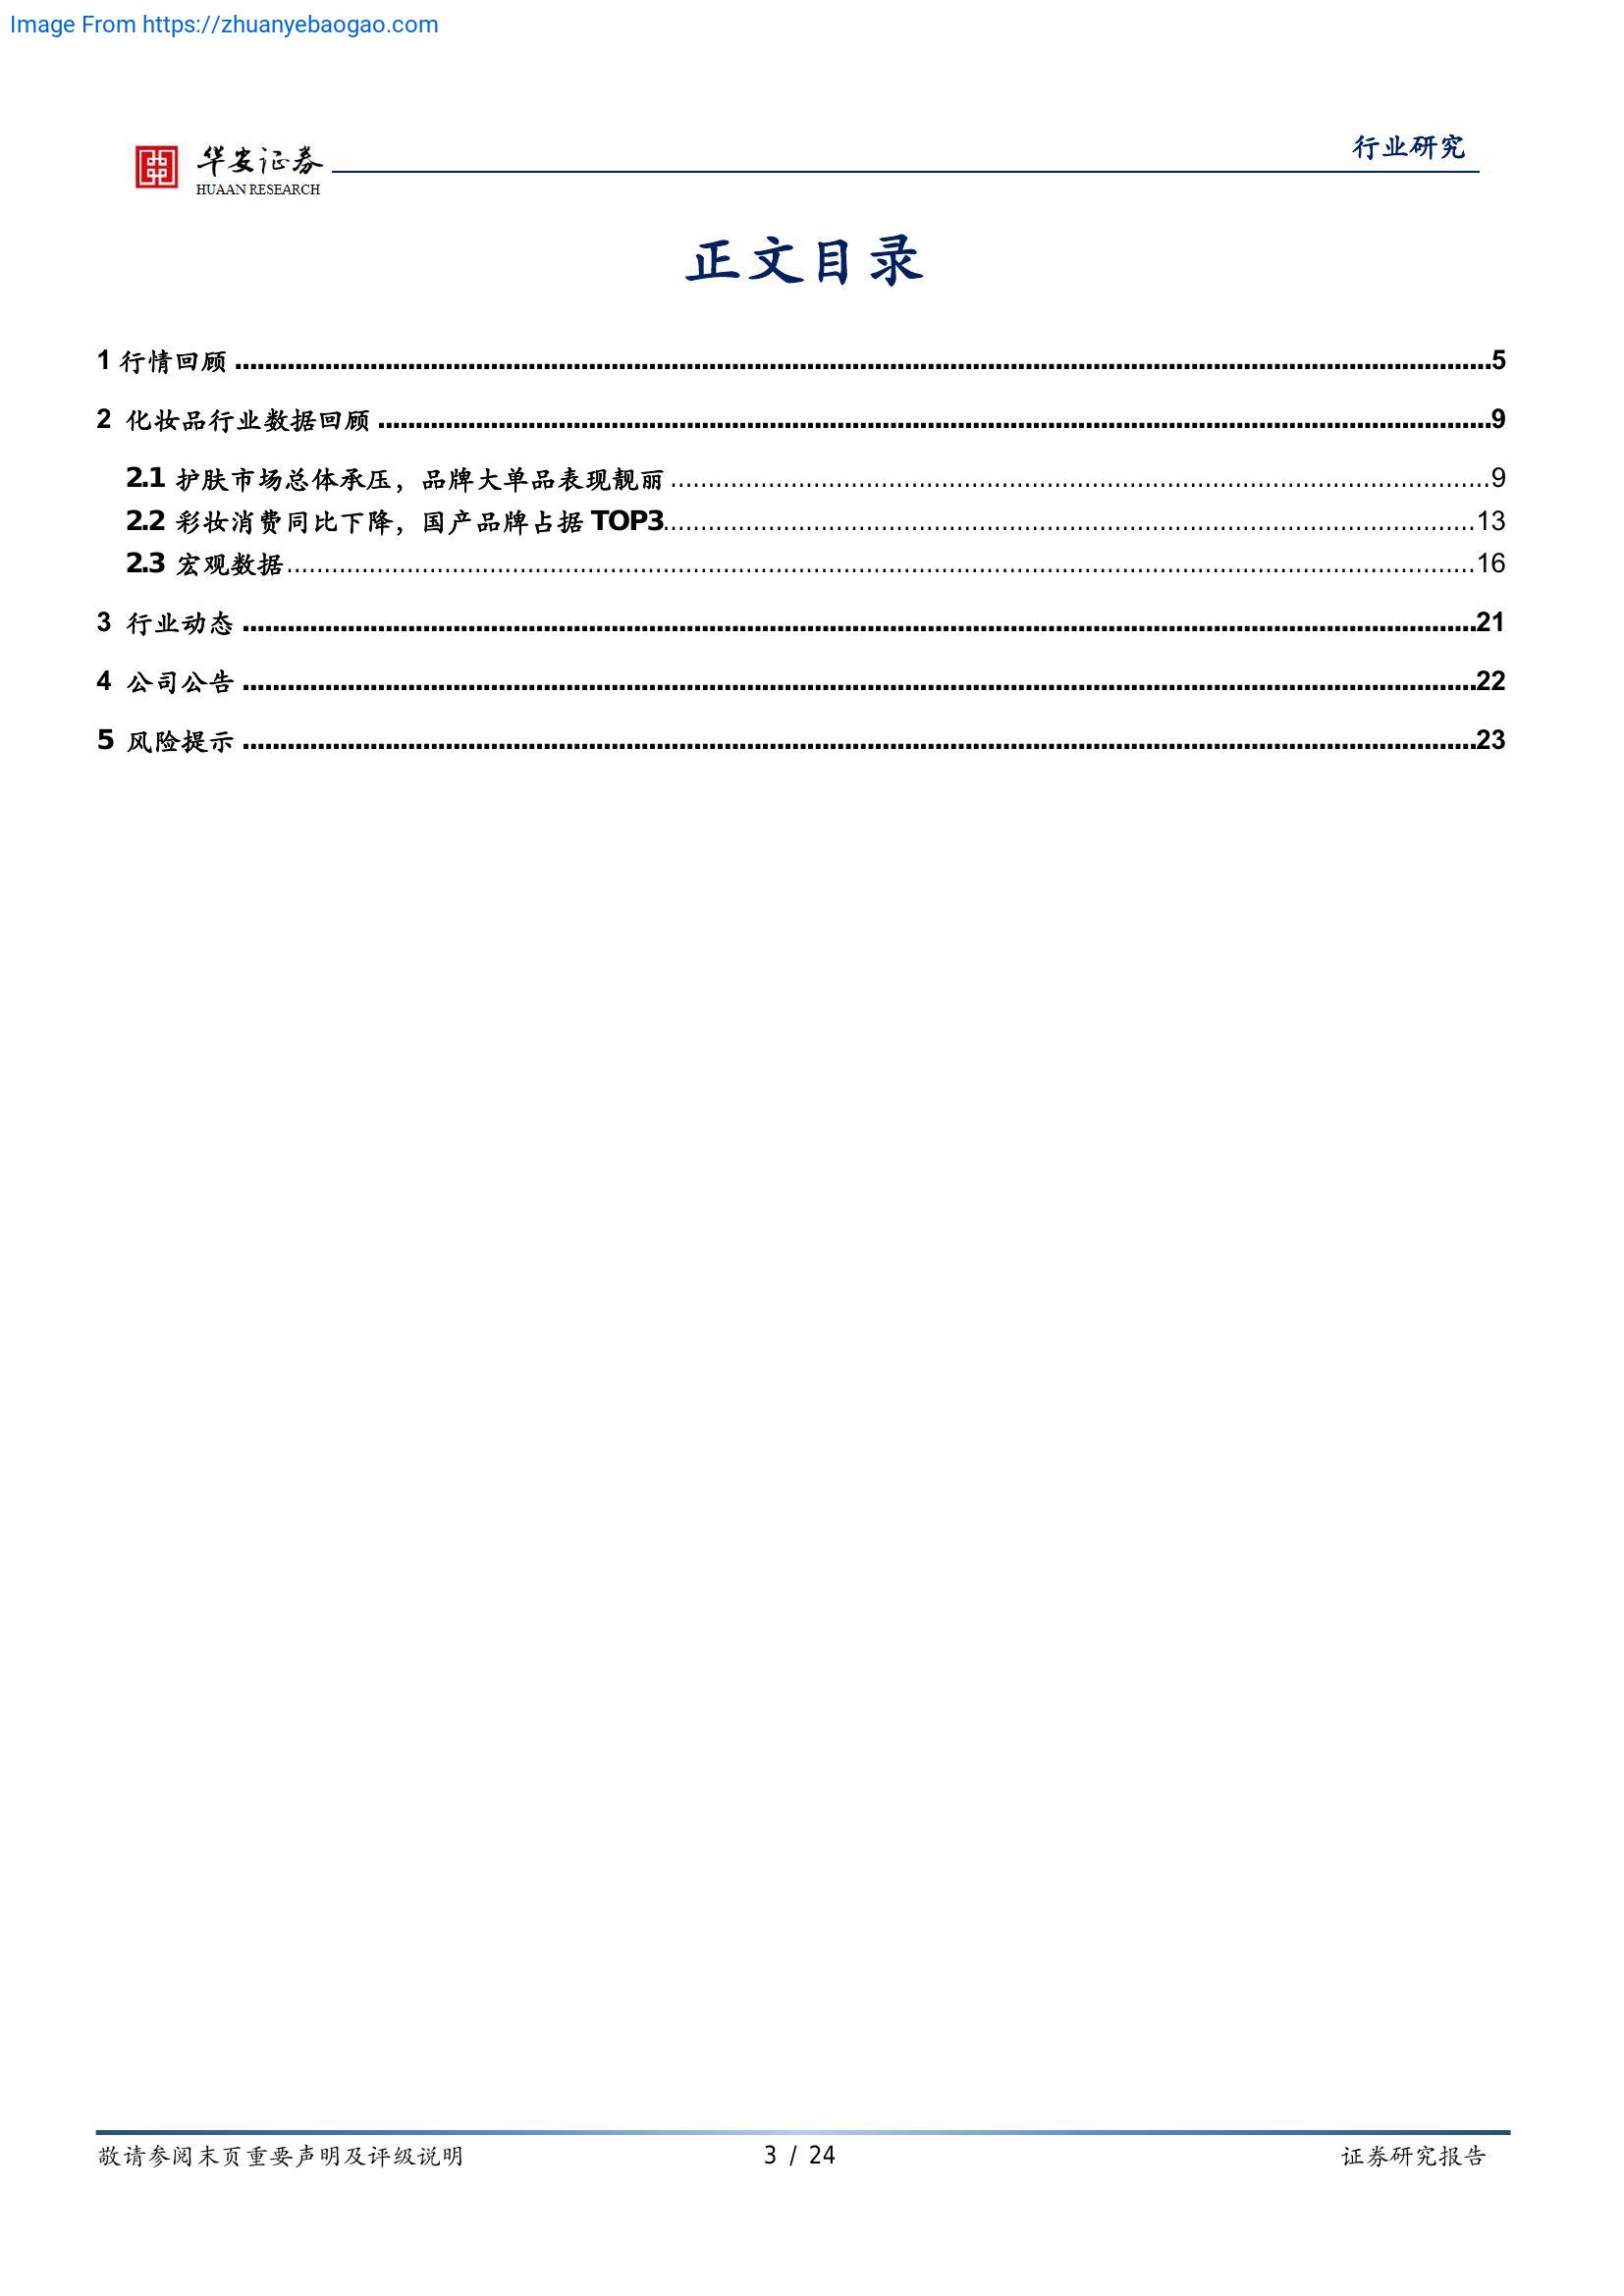 Image From https://zhuanyebaogao.com
行业研究
华安证券
HUAAN RESEARCH
正文目录
1 行情回顾 ........................................ 5
2 化妆品行业数据回顾 ........................................ 9
2.1 护肤市场总体承压，品牌大单品表现靓丽 ........................................ 9
2.2 彩妆消费同比下降，国产品牌占据 TOP3 ........................................ 13
2.3 宏观数据 ........................................ 16
3 行业动态 ........................................ 21
4 公司公告 ........................................ 22
5 风险提示 ........................................ 23
敬请参阅末页重要声明及评级说明 3 / 24 证券研究报告